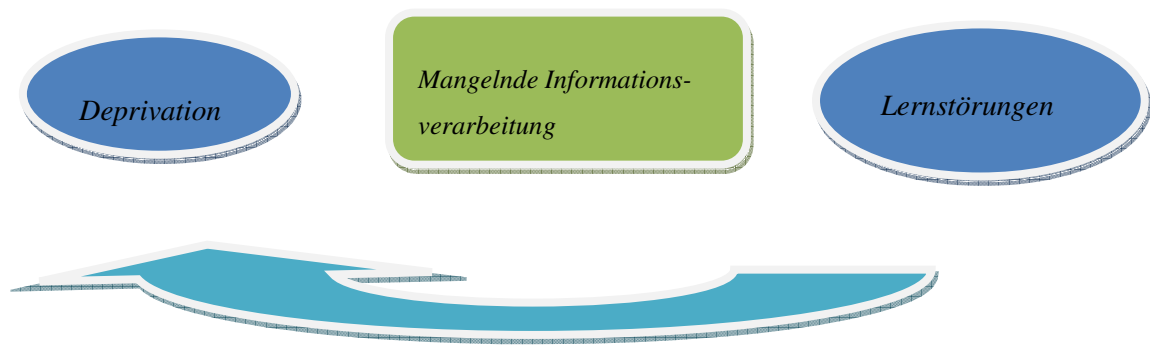 Deprivation
Mangelnde Informations-
verarbeitung
Lernstörungen